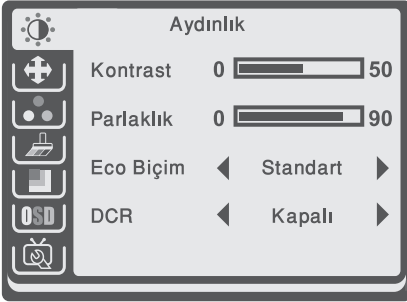 Aydınlık
Kontrast 0 50
Parlaklık 0 90
Eco Biçim Standart
OSD DCR Kapalı